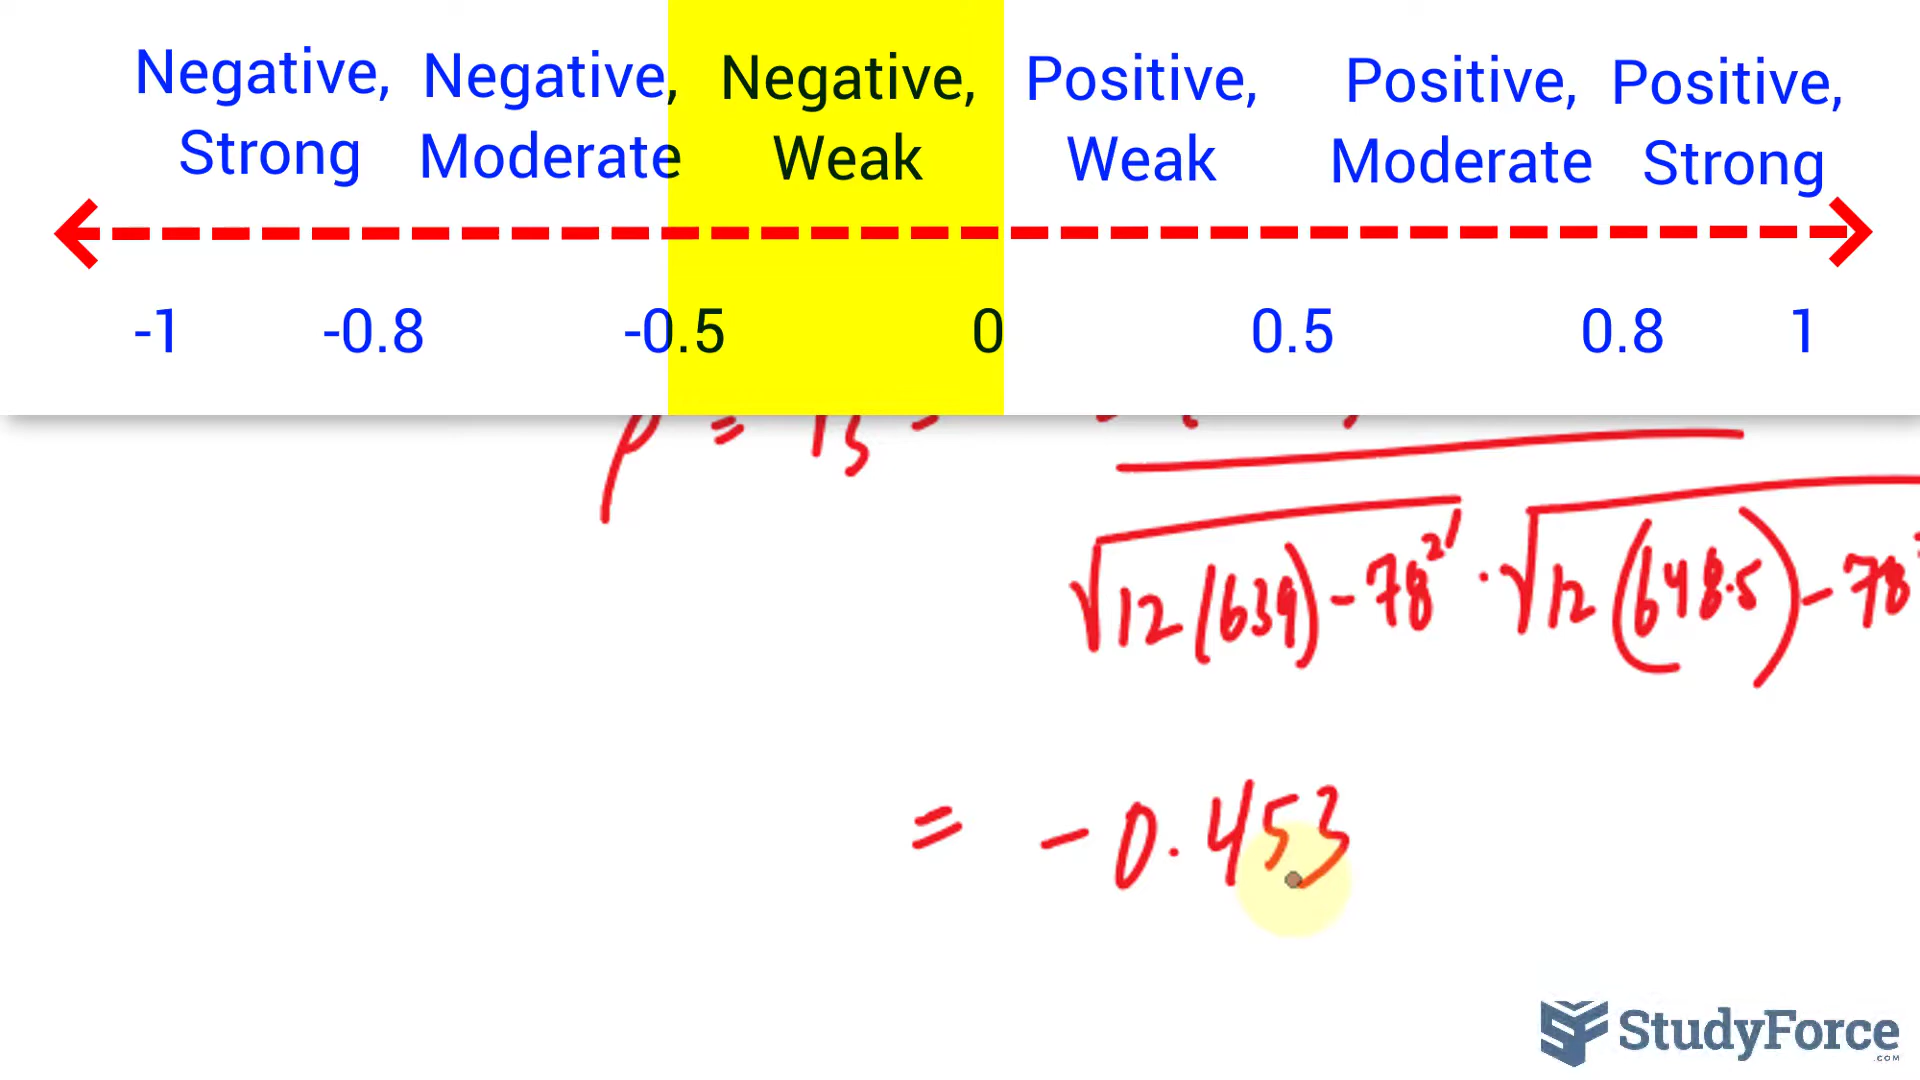 Negative, Negative, Negative, Positive, Positive, Positive,
Strong Moderate Weak Weak Moderate Strong
-1 -0.8 -0.5 0 0.5 0.8 1
√12(639)-78² · √12(648.5)-78
= -0.453
StudyForce
.COM